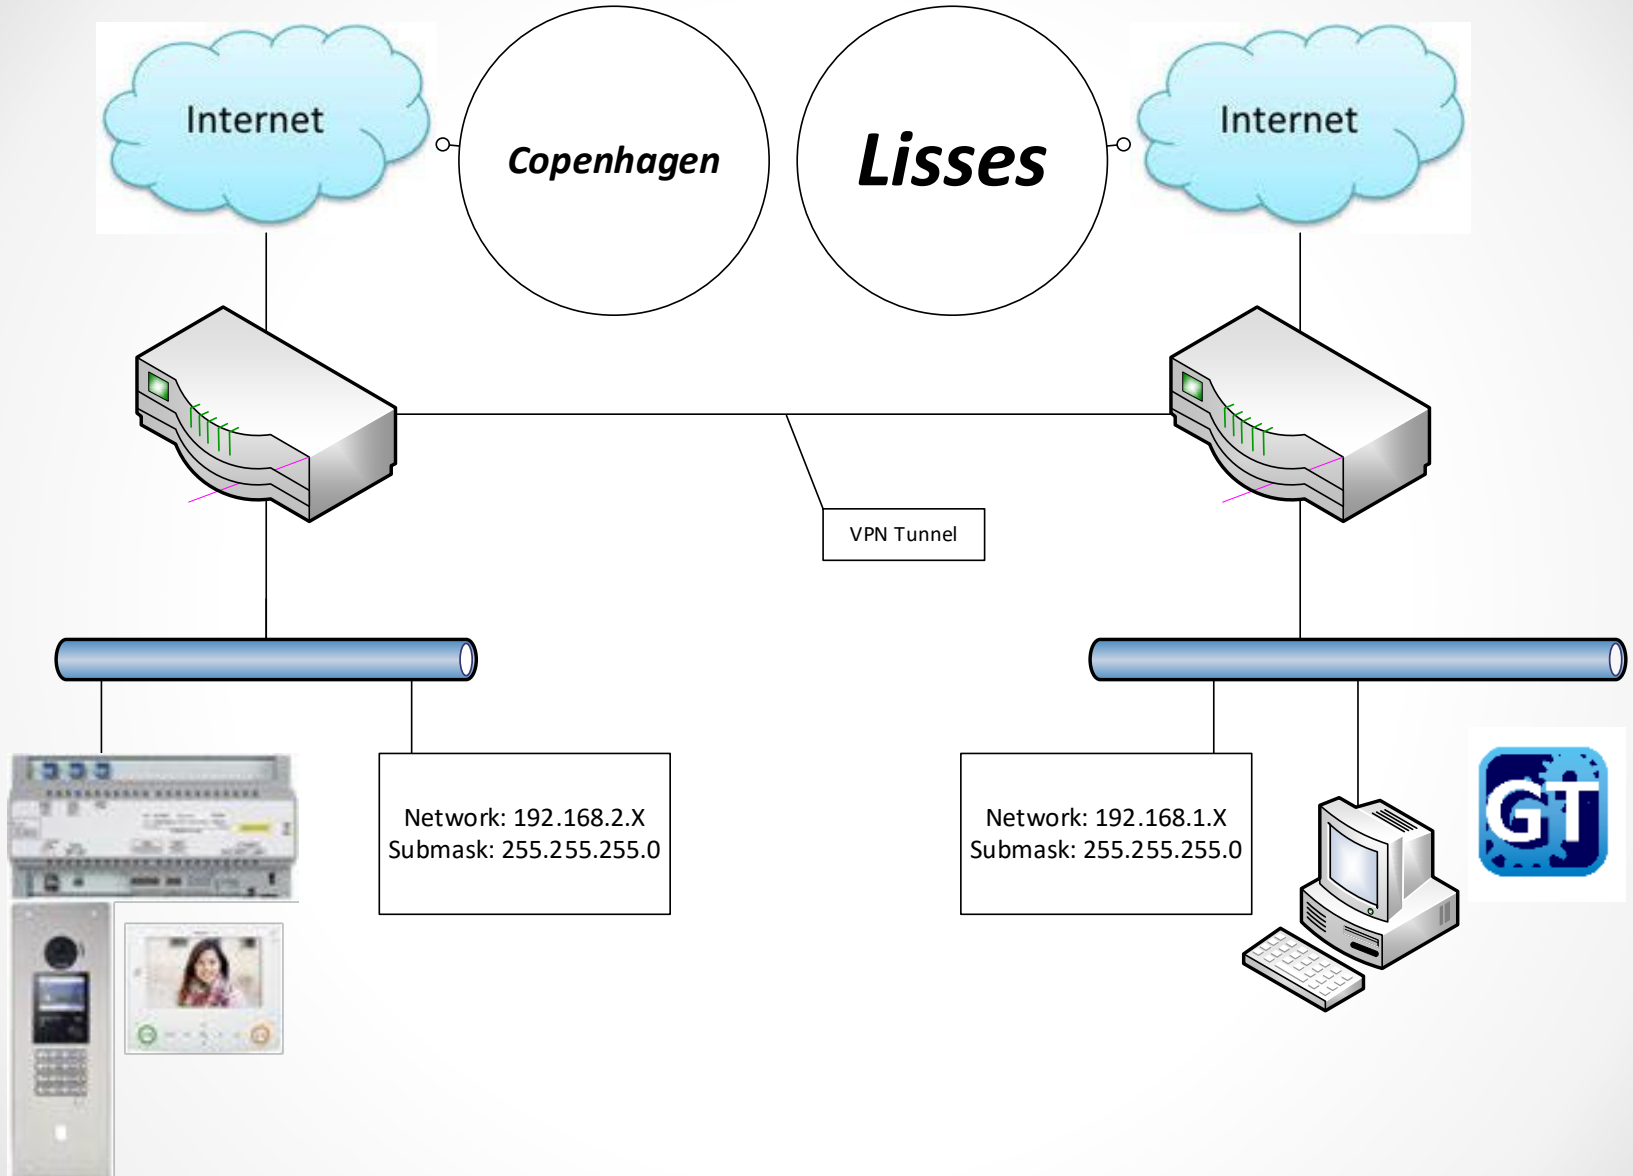 Internet
Copenhagen
Lisses
Internet
VPN Tunnel
Network: 192.168.2.X
Submask: 255.255.255.0
Network: 192.168.1.X
Submask: 255.255.255.0
GT